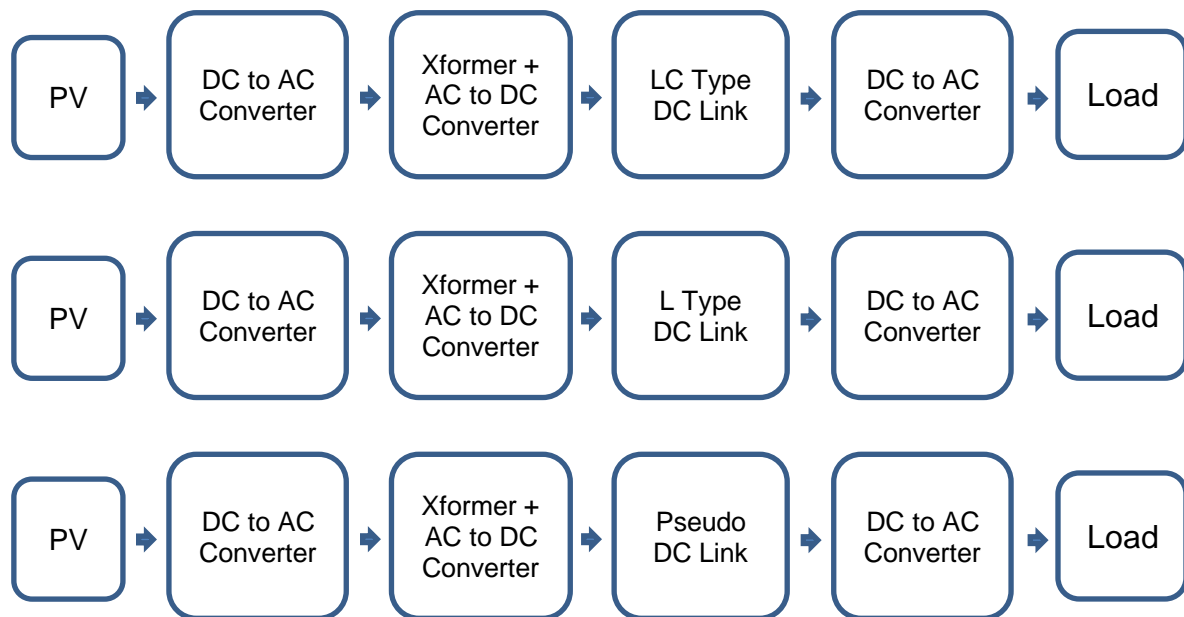 PV
DC to AC
Converter
Xformer +
AC to DC
Converter
LC Type
DC Link
DC to AC
Converter
Load
PV
DC to AC
Converter
Xformer +
AC to DC
Converter
L Type
DC Link
DC to AC
Converter
Load
PV
DC to AC
Converter
Xformer +
AC to DC
Converter
Pseudo
DC Link
DC to AC
Converter
Load